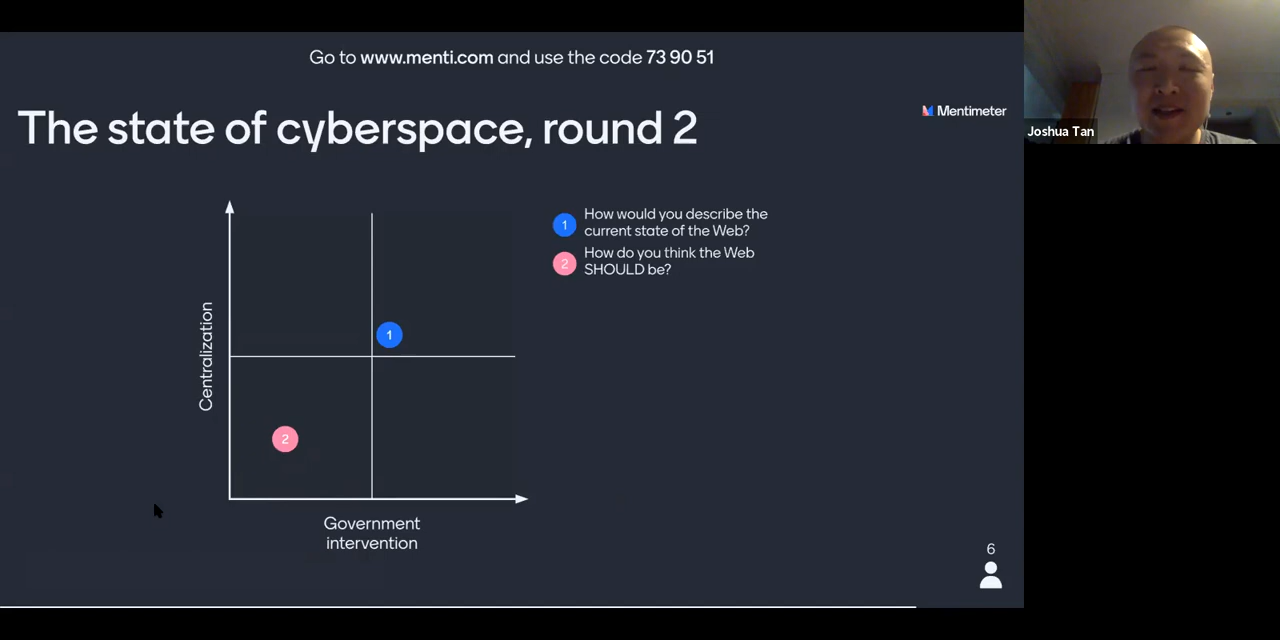 Go to www.menti.com and use the code 73 90 51
The state of cyberspace, round 2
Mentimeter
Joshua Tan
1 How would you describe the
current state of the Web?
2 How do you think the Web
SHOULD be?
Centralization
1
2
Government
intervention
6